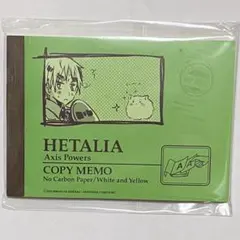 HETALIA
Axis Powers
COPY MEMO
No Carbon Paper/White and Yellow
A A